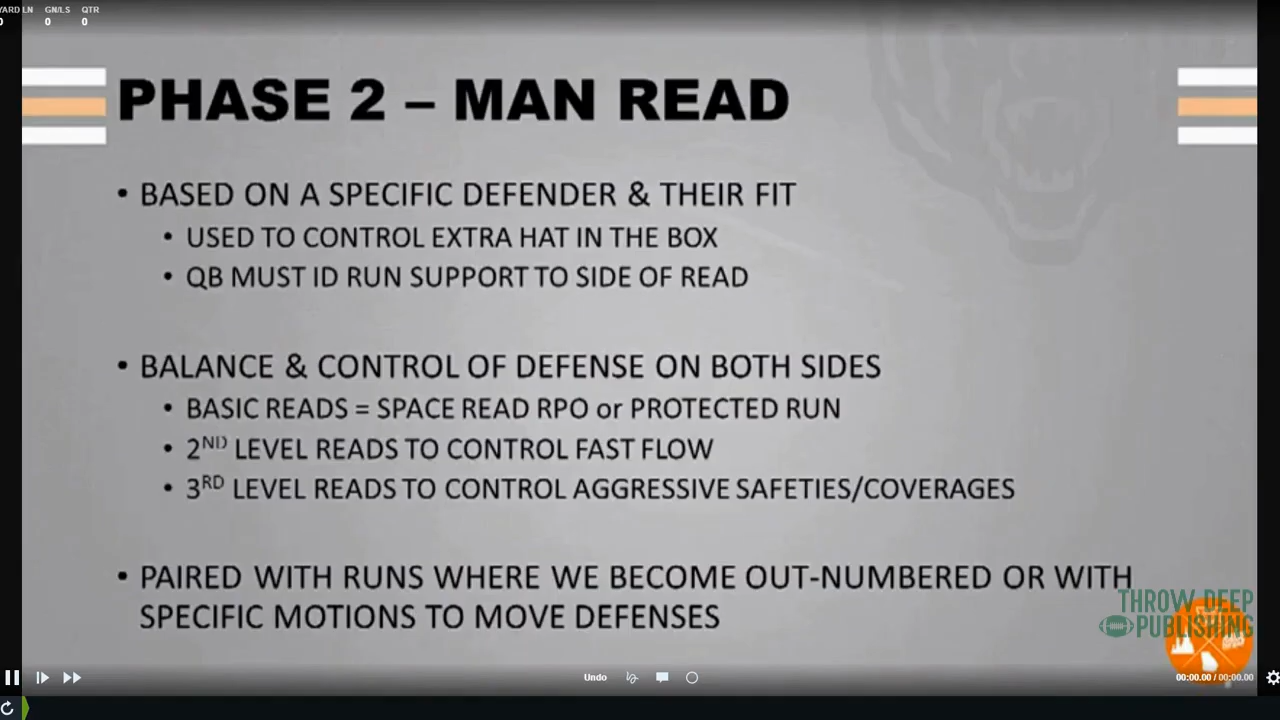 YARD LN GN/LS QTR
0 0 0
PHASE 2 – MAN READ
• BASED ON A SPECIFIC DEFENDER & THEIR FIT
• USED TO CONTROL EXTRA HAT IN THE BOX
• QB MUST ID RUN SUPPORT TO SIDE OF READ
• BALANCE & CONTROL OF DEFENSE ON BOTH SIDES
• BASIC READS = SPACE READ RPO or PROTECTED RUN
• 2ND LEVEL READS TO CONTROL FAST FLOW
• 3RD LEVEL READS TO CONTROL AGGRESSIVE SAFETIES/COVERAGES
• PAIRED WITH RUNS WHERE WE BECOME OUT-NUMBERED OR WITH
SPECIFIC MOTIONS TO MOVE DEFENSES
THROW DEEP
PUBLISHING
Undo
00:00.00 / 00:00.00